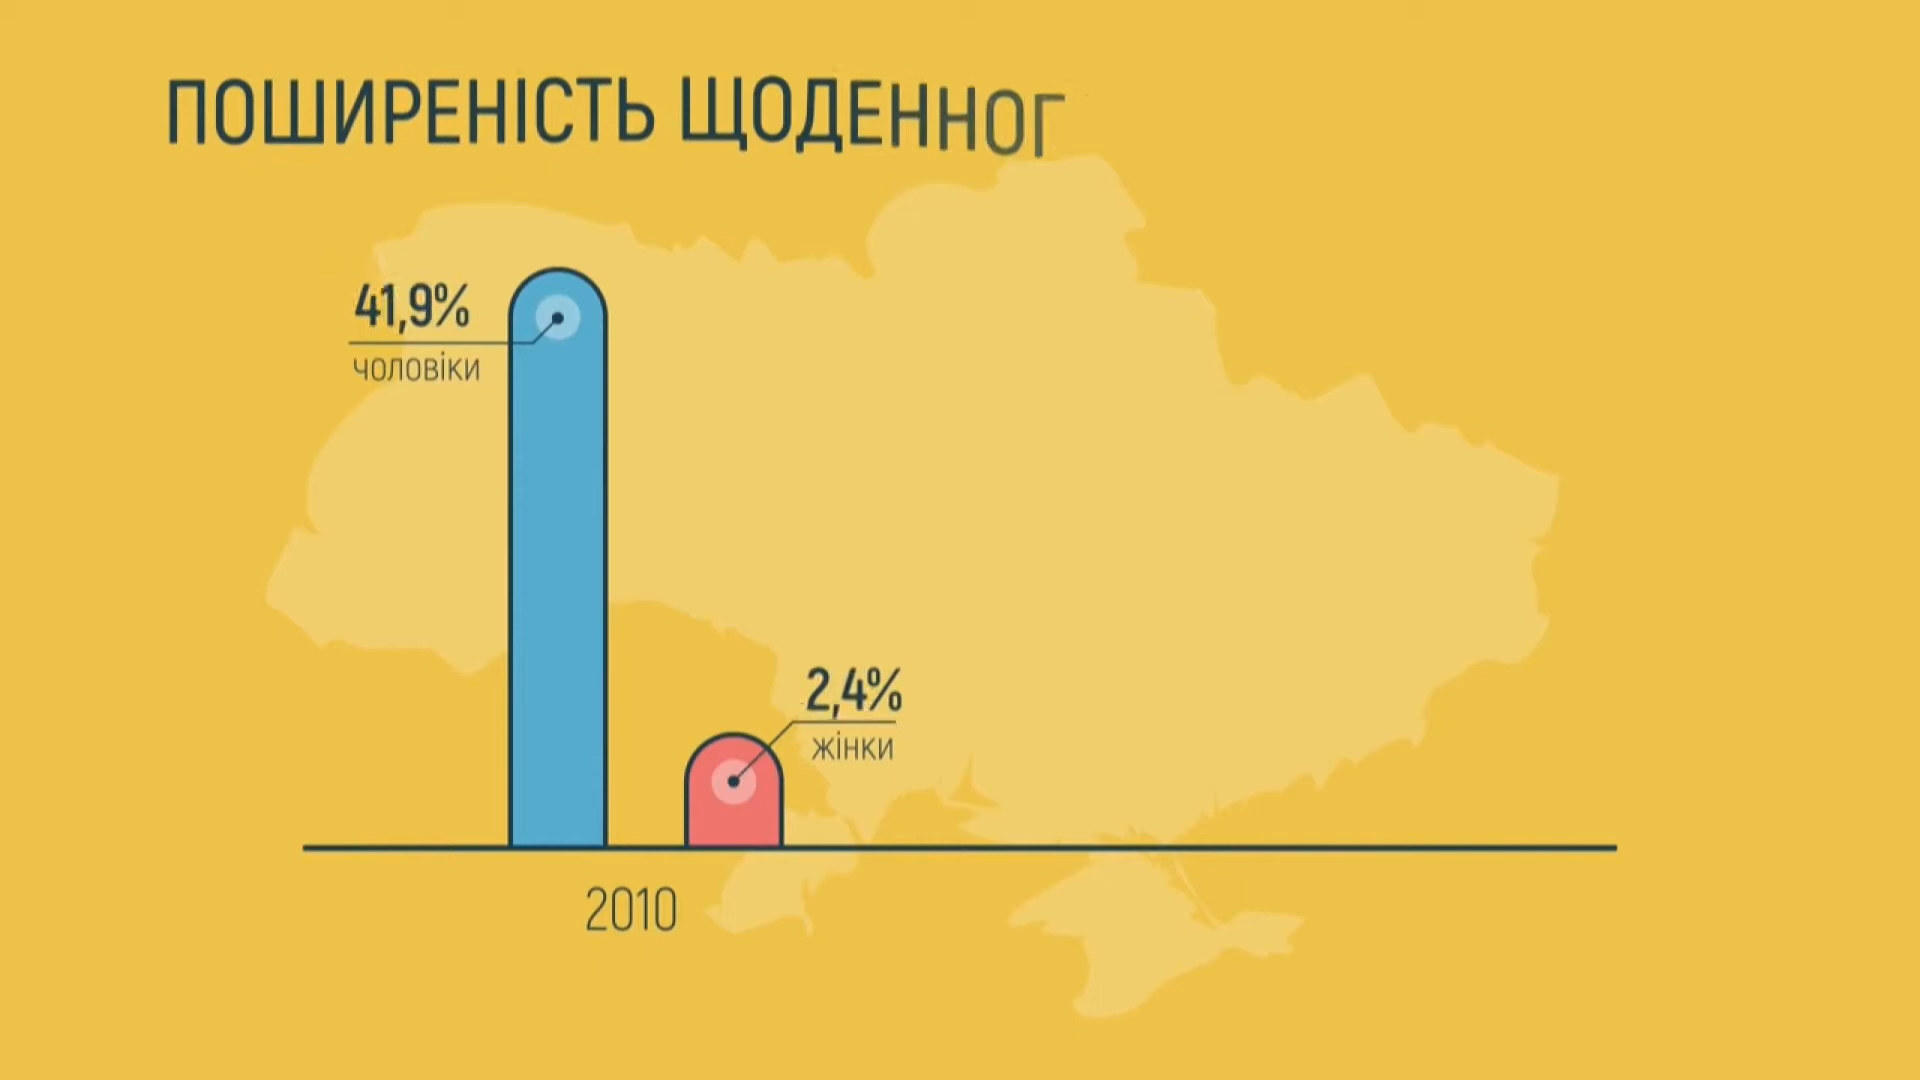 ПОШИРЕНІСТЬ ЩОДЕННОГ
41,9%
ЧОЛОВІКИ
2,4%
ЖІНКИ
2010